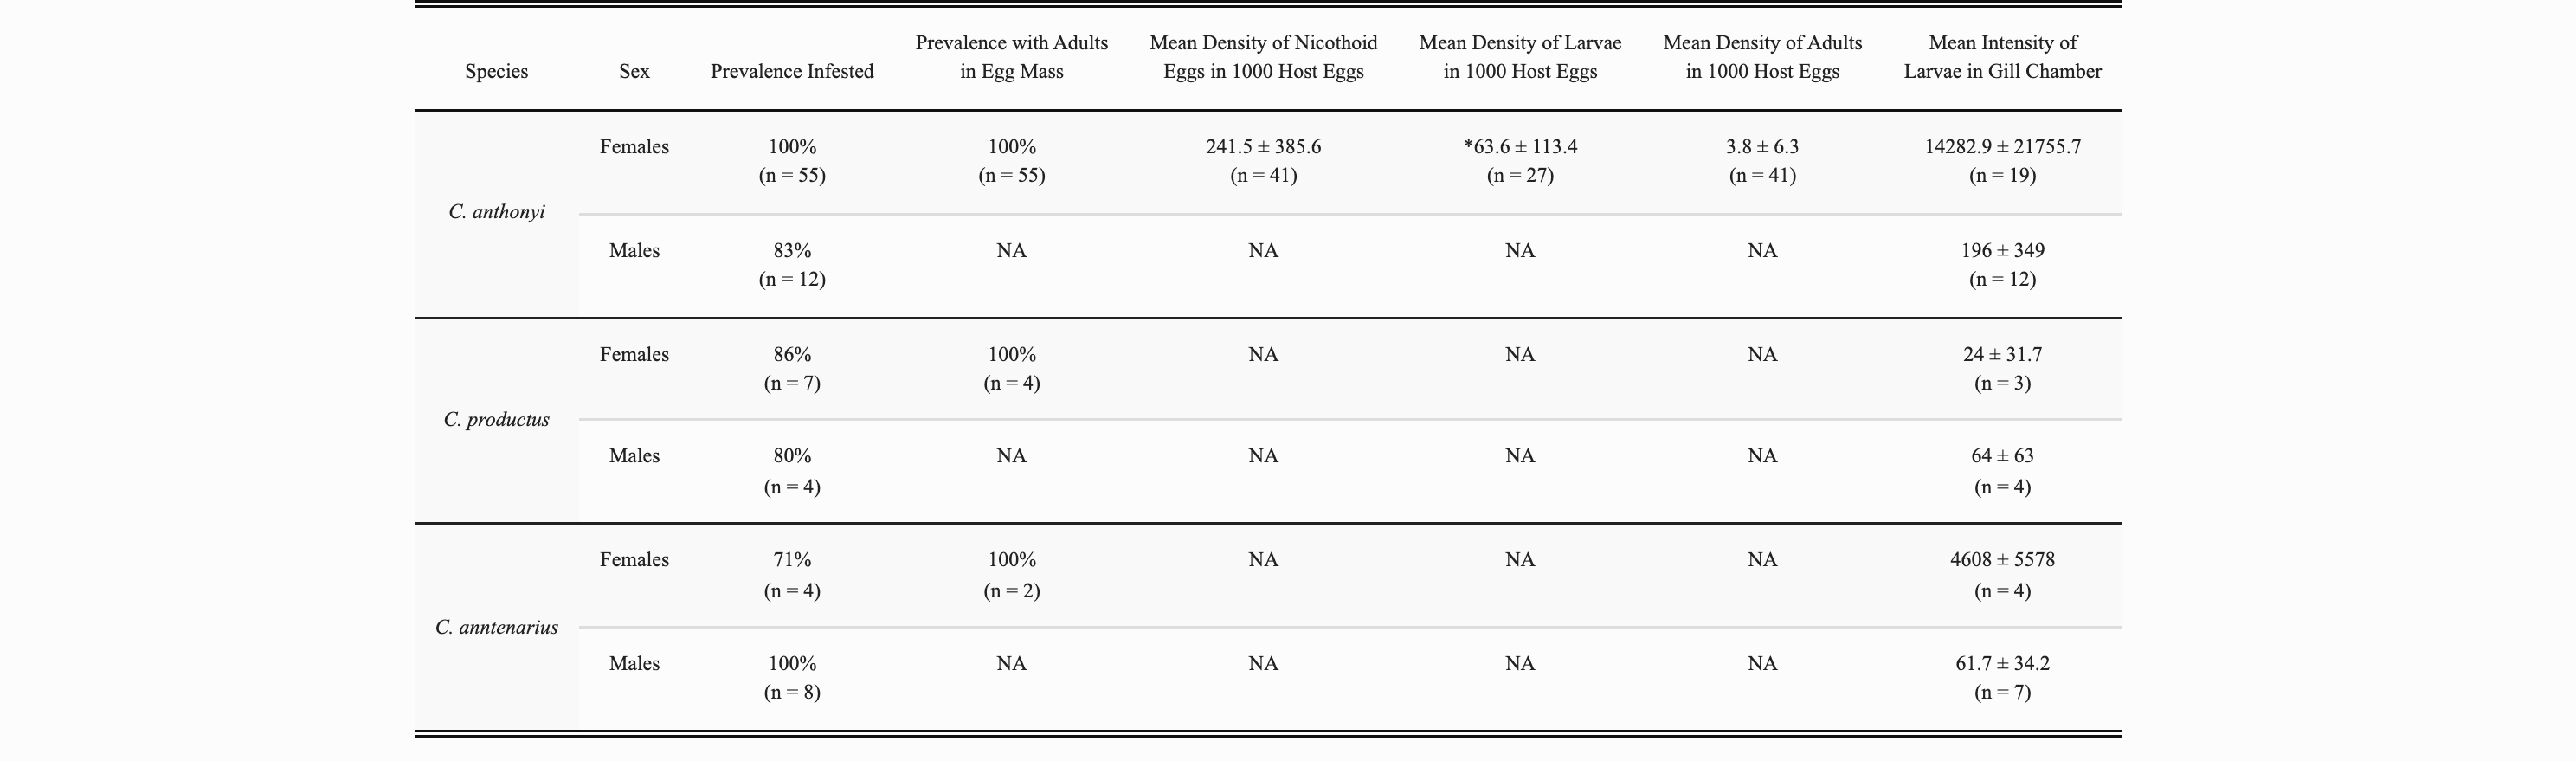 Species Sex Prevalence Infested Prevalence with Adults in Egg Mass Mean Density of Nicothoid Eggs in 1000 Host Eggs Mean Density of Larvae in 1000 Host Eggs Mean Density of Adults in 1000 Host Eggs Mean Intensity of Larvae in Gill Chamber
C. anthonyi
Females 100% 100% 241.5 ± 385.6 *63.6 ± 113.4 3.8 ± 6.3 14282.9 ± 21755.7
(n = 55) (n = 55) (n = 41) (n = 27) (n = 41) (n = 19)
Males 83% NA NA NA NA 196 ± 349
(n = 12) (n = 12)
C. productus
Females 86% 100% NA NA NA 24 ± 31.7
(n = 7) (n = 4) (n = 3)
Males 80% NA NA NA NA 64 ± 63
(n = 4) (n = 4)
C. anntenarius
Females 71% 100% NA NA NA 4608 ± 5578
(n = 4) (n = 2) (n = 4)
Males 100% NA NA NA NA 61.7 ± 34.2
(n = 8) (n = 7)